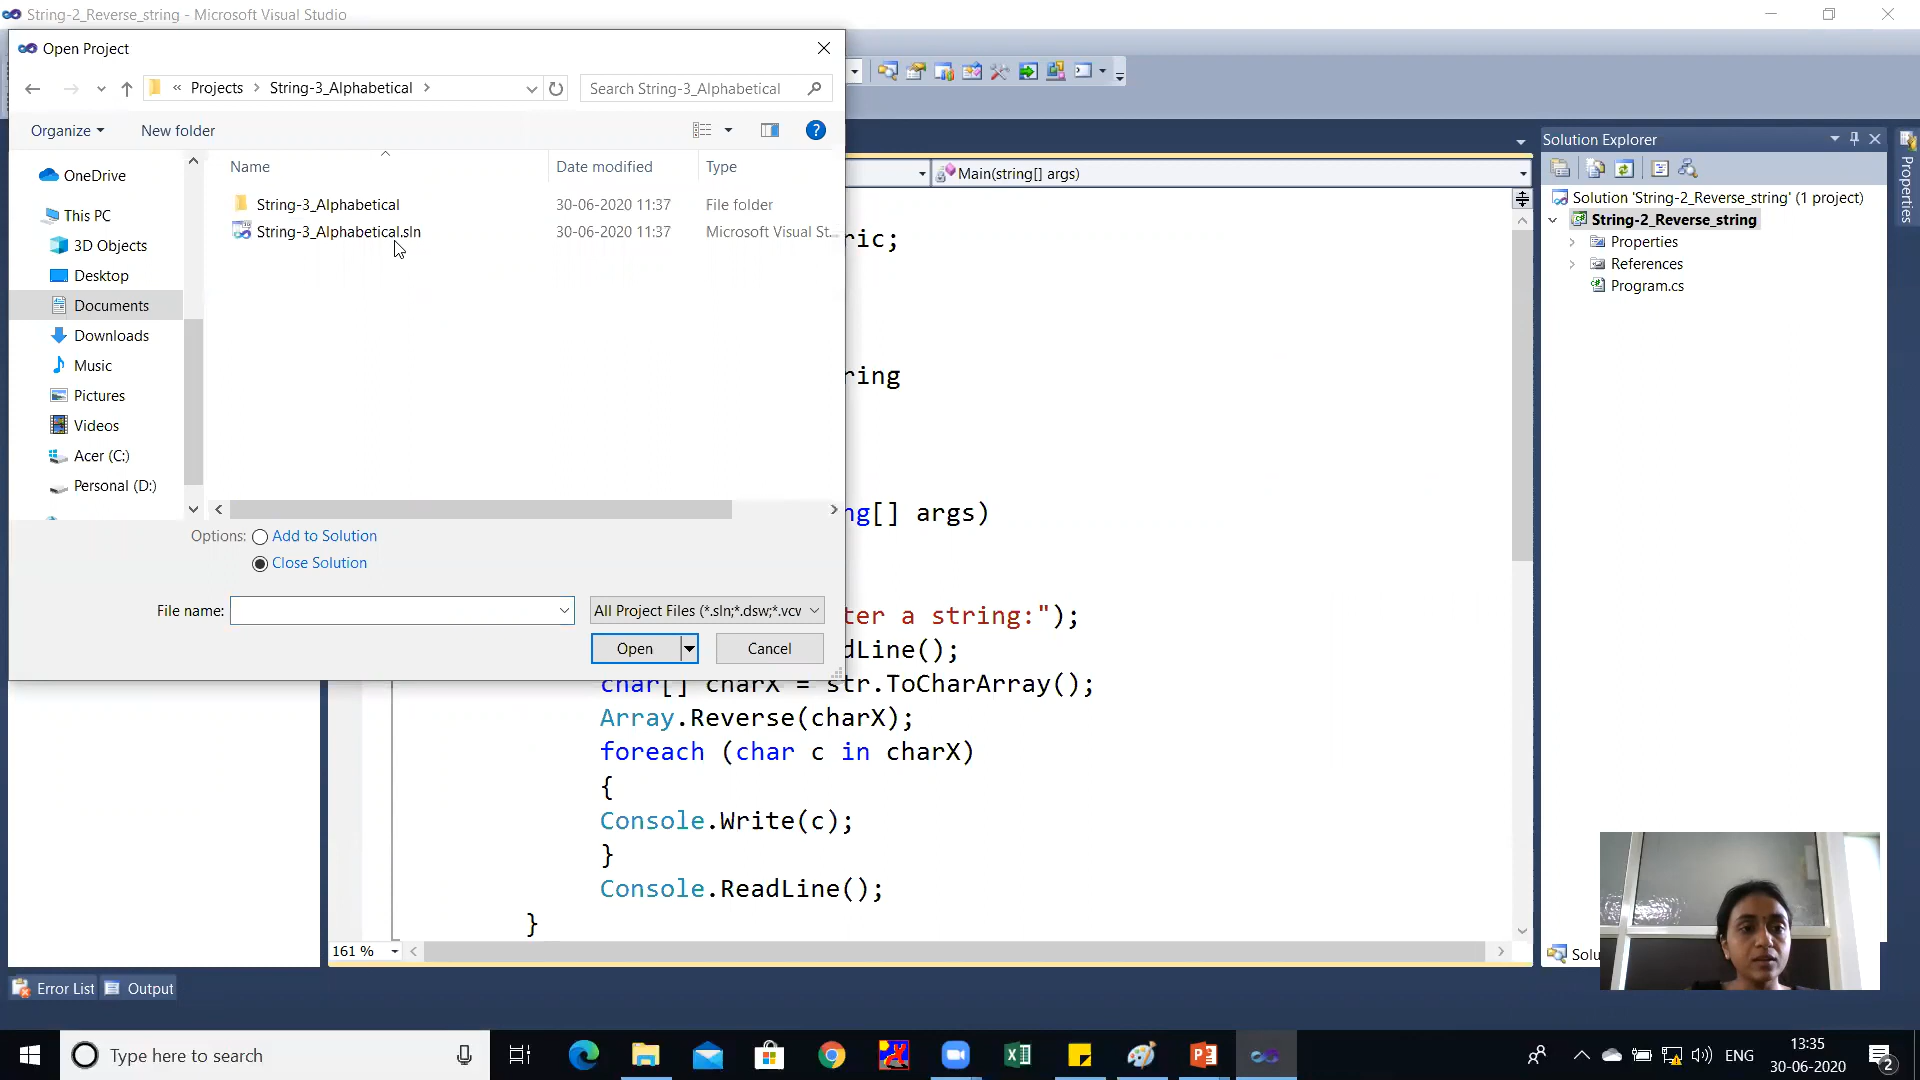 String-2_Reverse_string - Microsoft Visual Studio
Open Project
« Projects > String-3_Alphabetical >
Search String-3_Alphabetical
Organize
New folder
Name
Date modified
Type
OneDrive
This PC
3D Objects
Desktop
Documents
Downloads
Music
Pictures
Videos
Acer (C:)
Personal (D:)
String-3_Alphabetical
30-06-2020 11:37
File folder
String-3_Alphabetical.sln
30-06-2020 11:37
Microsoft Visual St...
Options:
Add to Solution
Close Solution
File name:
All Project Files (*.sln;*.dsw;*.vcw
Open
Cancel
Main(string[] args)
ric;
ring
ng[] args)
ter a string:");
dLine();
char[] charX = str.ToCharArray();
Array.Reverse(charX);
foreach (char c in charX)
{
Console.Write(c);
}
Console.ReadLine();
}
161 %
Solution Explorer
Solution 'String-2_Reverse_string' (1 project)
String-2_Reverse_string
Properties
References
Program.cs
Properties
Solu
Error List
Output
Type here to search
ENG
13:35
30-06-2020
2